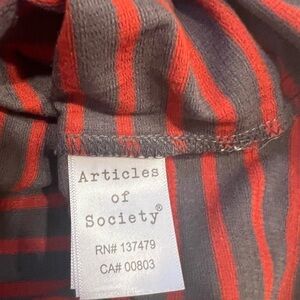 Articles
of
Society®
RN# 137479
CA# 00803